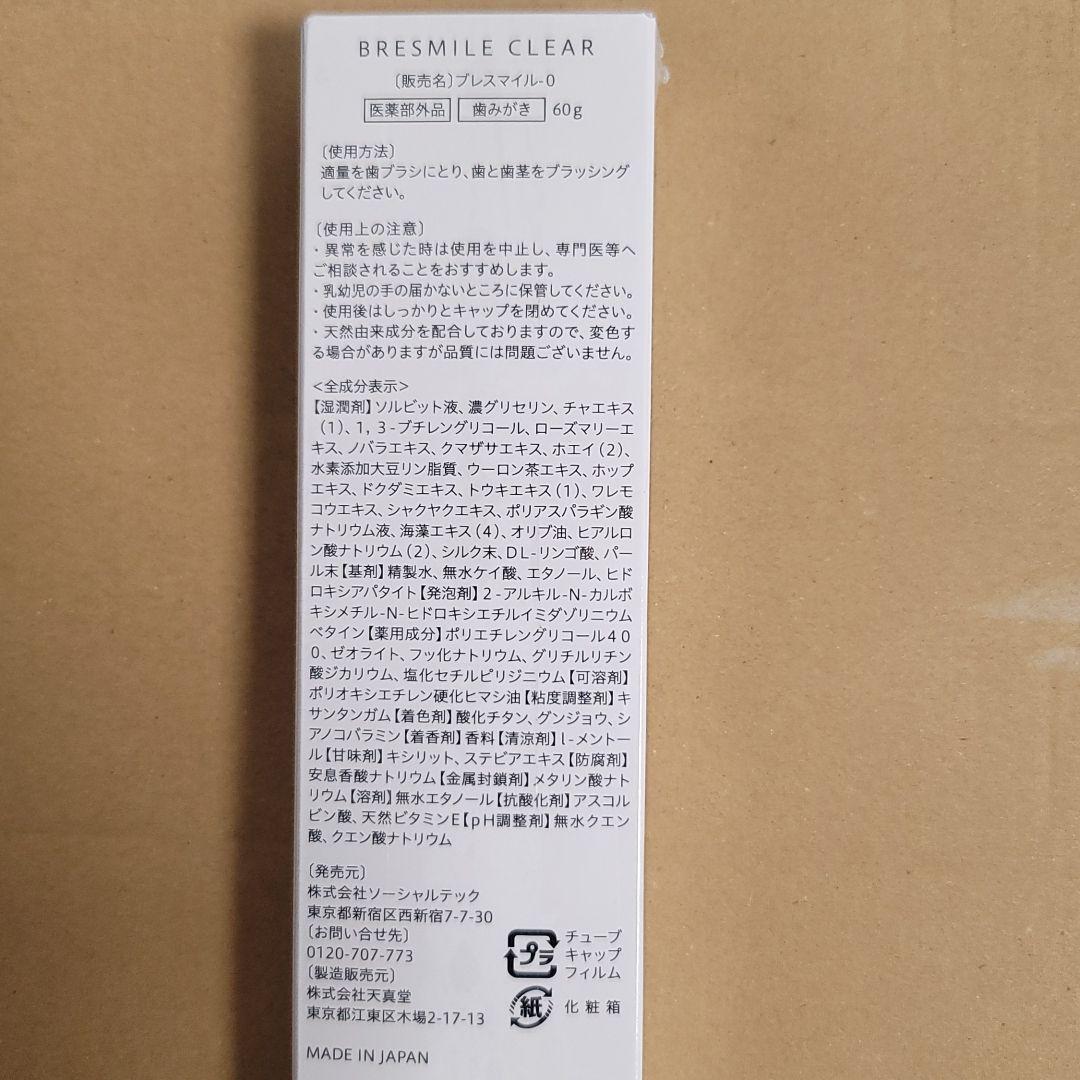 BRESMILE CLEAR
〔販売名〕ブレスマイル-0
医薬部外品 歯みがき 60g
〔使用方法〕
適量を歯ブラシにとり、歯と歯茎をブラッシング
してください。
〔使用上の注意〕
・異常を感じた時は使用を中止し、専門医等へ
ご相談されることをおすすめします。
・乳幼児の手の届かないところに保管してください。
・使用後はしっかりとキャップを閉めてください。
・天然由来成分を配合しておりますので、変色す
る場合がありますが品質には問題ございません。
<全成分表示>
【湿潤剤】ソルビット液、濃グリセリン、チャエキス
(1)、1, 3-ブチレングリコール、ローズマリーエ
キス、ノバラエキス、クマザサエキス、ホエイ(2)、
水素添加大豆リン脂質、ウーロン茶エキス、ホップ
エキス、ドクダミエキス、トウキエキス(1)、ワレモ
コウエキス、シャクヤクエキス、ポリアスパラギン酸
ナトリウム液、海藻エキス(4)、オリブ油、ヒアルロ
ン酸ナトリウム(2)、シルク末、DL-リンゴ酸、パー
ル末【基剤】精製水、無水ケイ酸、エタノール、ヒド
ロキシアパタイト【発泡剤】2-アルキル-N-カルボ
キシメチル-N-ヒドロキシエチルイミダゾリニウム
ベタイン【薬用成分】ポリエチレングリコール40
0、ゼオライト、フッ化ナトリウム、グリチルリチン
酸ジカリウム、塩化セチルピリジニウム【可溶剤】
ポリオキシエチレン硬化ヒマシ油【粘度調整剤】キ
サンタンガム【着色剤】酸化チタン、グンジョウ、シ
アノコバラミン【着香剤】香料【清涼剤】l-メントー
ル【甘味剤】キシリット、ステビアエキス【防腐剤】
安息香酸ナトリウム【金属封鎖剤】メタリン酸ナト
リウム【溶剤】無水エタノール【抗酸化剤】アスコル
ビン酸、天然ビタミンE【pH調整剤】無水クエン
酸、クエン酸ナトリウム
〔発売元〕
株式会社ソーシャルテック
東京都新宿区西新宿7-7-30
〔お問い合せ先〕
0120-707-773
〔製造販売元〕
株式会社天真堂
東京都江東区木場2-17-13
プラ
チューブ
キャップ
フィルム
紙
化粧箱
MADE IN JAPAN